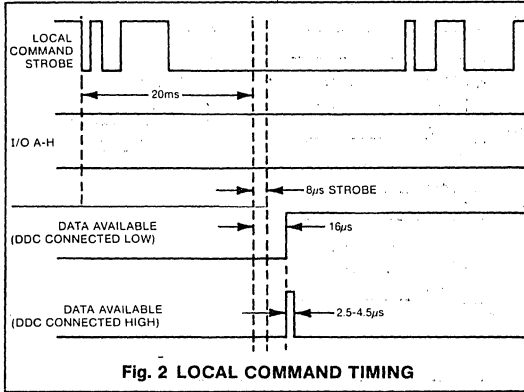 LOCAL
COMMAND
STROBE
20ms
I/O A-H
8µs STROBE
DATA AVAILABLE
(DDC CONNECTED LOW)
16µs
DATA AVAILABLE
(DDC CONNECTED HIGH)
2.5-4.5µs
Fig. 2 LOCAL COMMAND TIMING